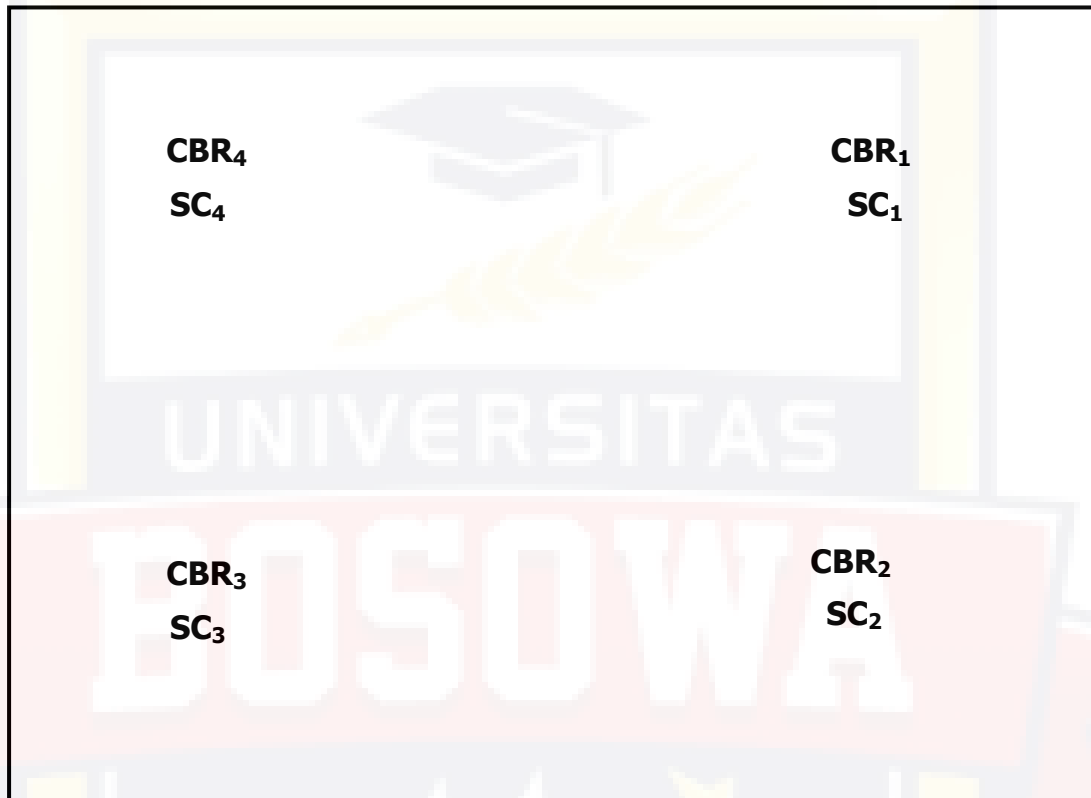 CBR₄
SC₄
CBR₁
SC₁
UNIVERSITAS
BOSOWA
CBR₃
SC₃
CBR₂
SC₂